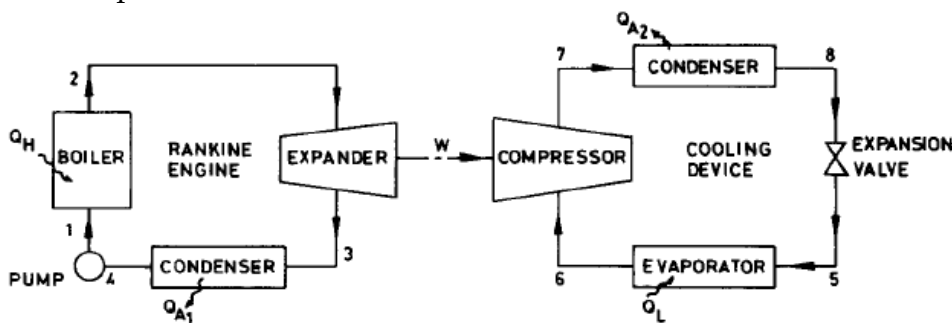 Q_A2
7
8
CONDENSER
2
Q_H
BOILER
RANKINE
ENGINE
EXPANDER
W
COMPRESSOR
COOLING
DEVICE
EXPANSION
VALVE
1
3
PUMP
4
CONDENSER
Q_A1
6
EVAPORATOR
5
Q_L